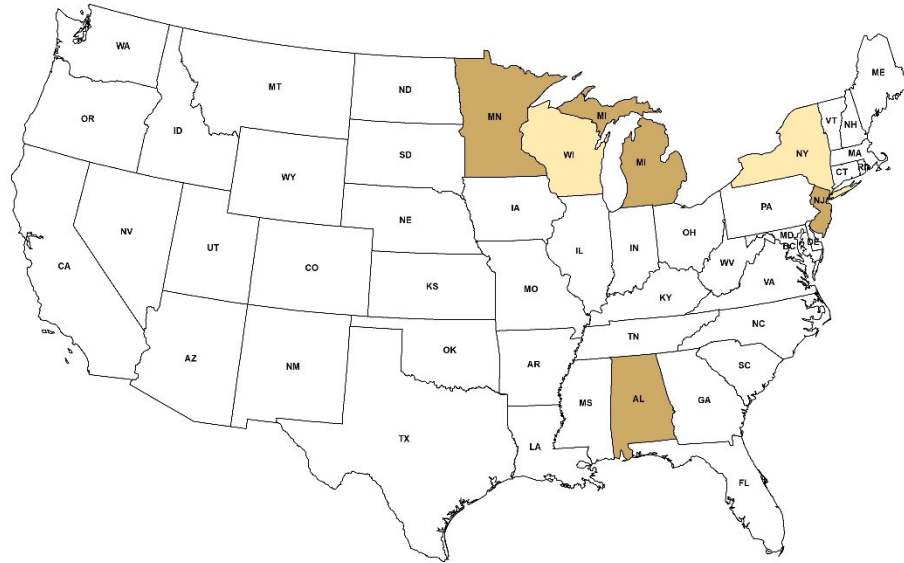 WA
MT
ND
MN
MI
ME
OR
ID
SD
WI
MI
VT
NH
NY
MA
CT
RI
WY
IA
PA
NJ
NE
NV
UT
CO
IL
IN
OH
MD
DE
DC
WV
VA
CA
KS
MO
KY
NC
TN
AZ
NM
OK
AR
SC
MS
AL
GA
TX
LA
FL